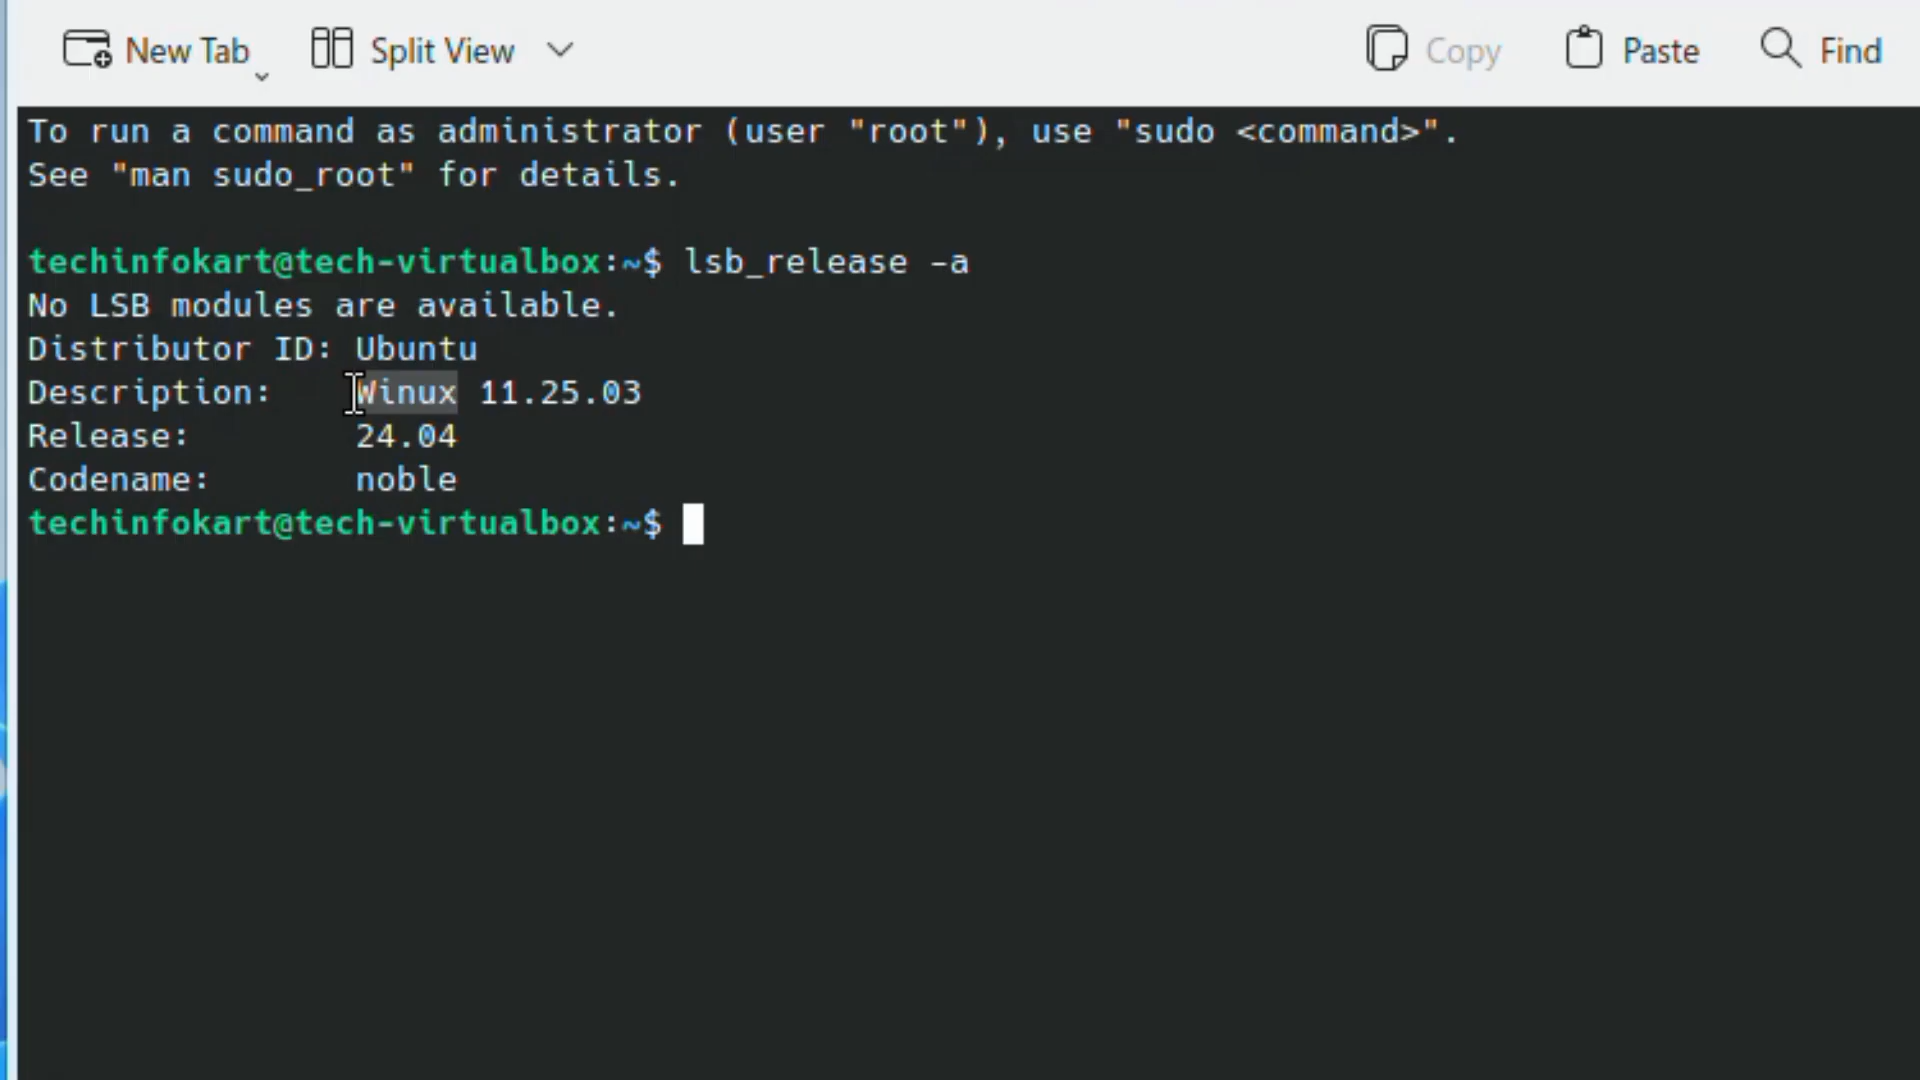 New Tab Split View Copy Paste Find
To run a command as administrator (user "root"), use "sudo <command>".
See "man sudo_root" for details.
techinfokart@tech-virtualbox:~$ lsb_release -a
No LSB modules are available.
Distributor ID: Ubuntu
Description: Winux 11.25.03
Release: 24.04
Codename: noble
techinfokart@tech-virtualbox:~$